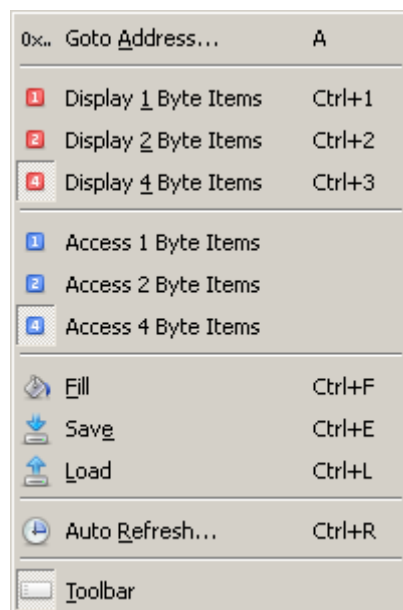 0x.. Goto Address... A
1 Display 1 Byte Items Ctrl+1
2 Display 2 Byte Items Ctrl+2
4 Display 4 Byte Items Ctrl+3
1 Access 1 Byte Items
2 Access 2 Byte Items
4 Access 4 Byte Items
Fill Ctrl+F
Save Ctrl+E
Load Ctrl+L
Auto Refresh... Ctrl+R
Toolbar